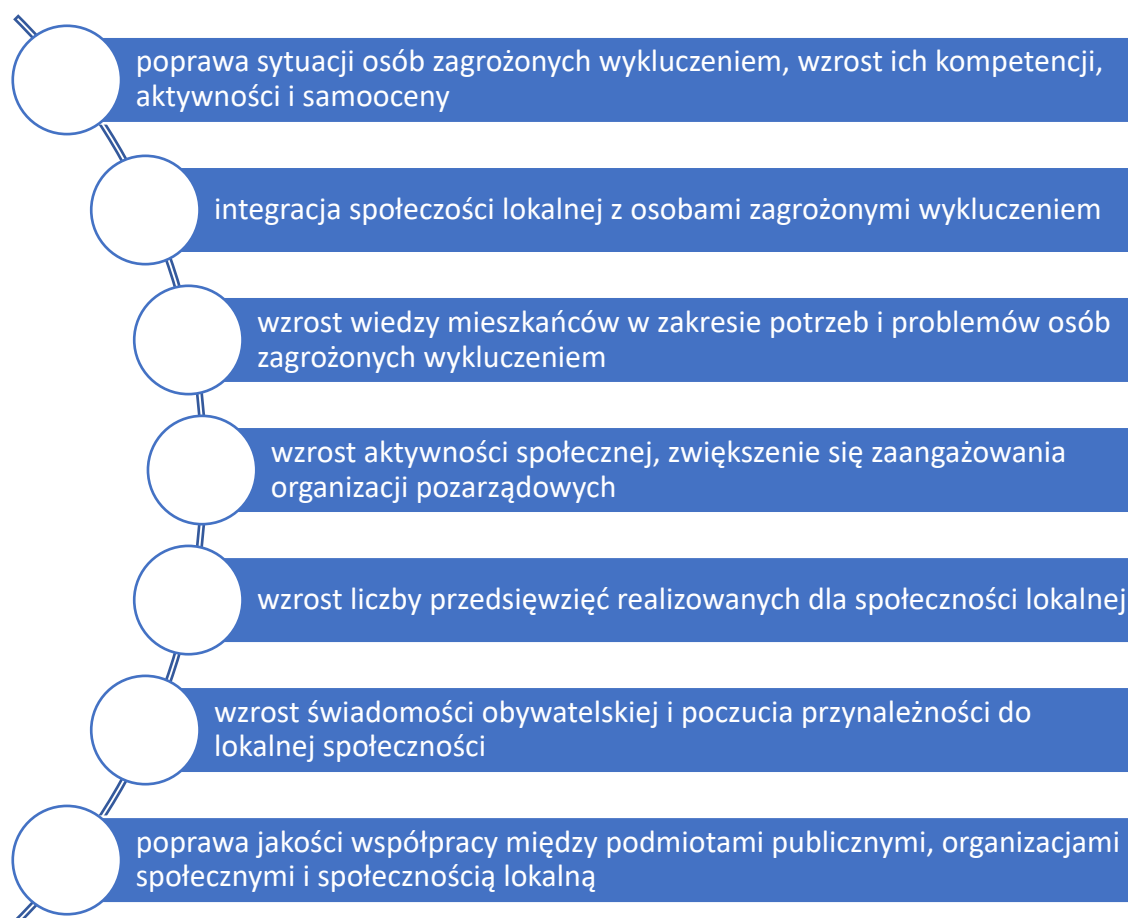 poprawa sytuacji osób zagrożonych wykluczeniem, wzrost ich kompetencji,
aktywności i samooceny
integracja społeczości lokalnej z osobami zagrożonymi wykluczeniem
wzrost wiedzy mieszkańców w zakresie potrzeb i problemów osób
zagrożonych wykluczeniem
wzrost aktywności społecznej, zwiększenie się zaangażowania
organizacji pozarządowych
wzrost liczby przedsięwzięć realizowanych dla społeczności lokalnej
wzrost świadomości obywatelskiej i poczucia przynależności do
lokalnej społeczności
poprawa jakości współpracy między podmiotami publicznymi, organizacjami
społecznymi i społecznością lokalną